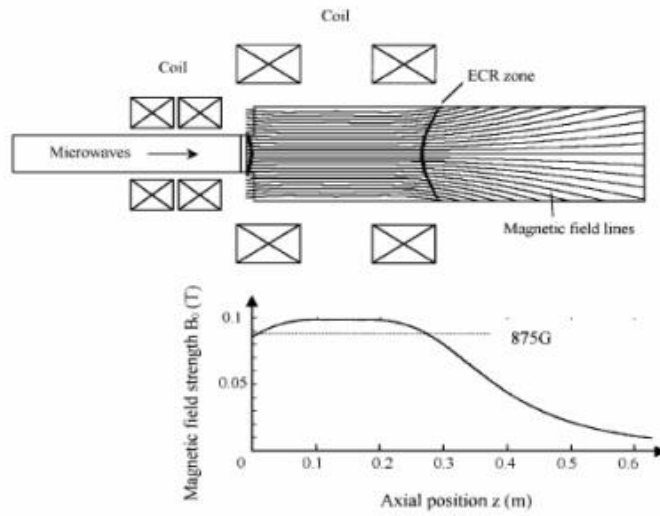 Coil
Coil
ECR zone
Microwaves
Magnetic field lines
Magnetic field strength B₀ (T)
0.1
875G
0.05
0 0.1 0.2 0.3 0.4 0.5 0.6
Axial position z (m)